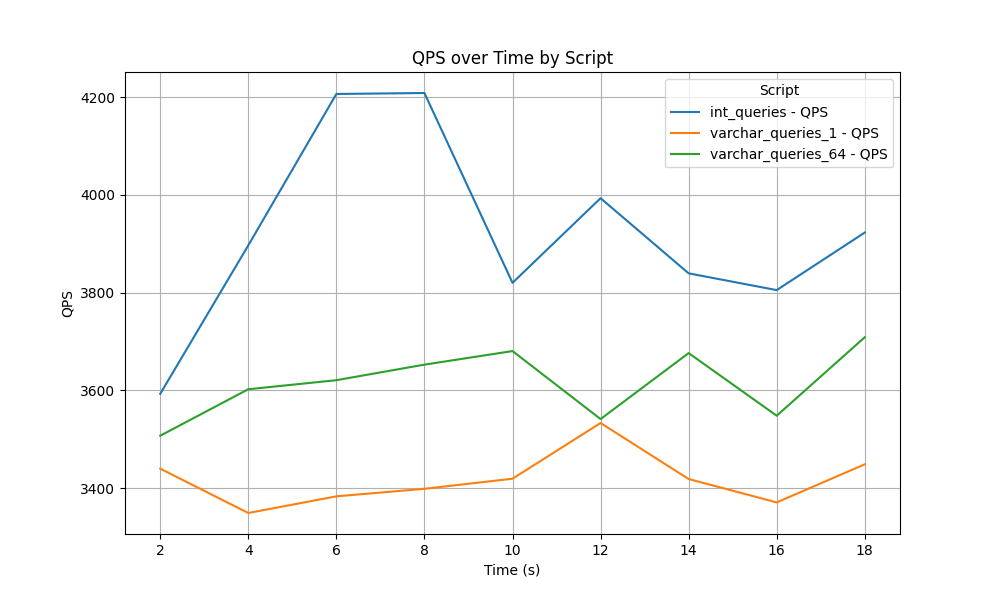 QPS over Time by Script
Script
int_queries - QPS
varchar_queries_1 - QPS
varchar_queries_64 - QPS
QPS
4200
4000
3800
3600
3400
2 4 6 8 10 12 14 16 18
Time (s)